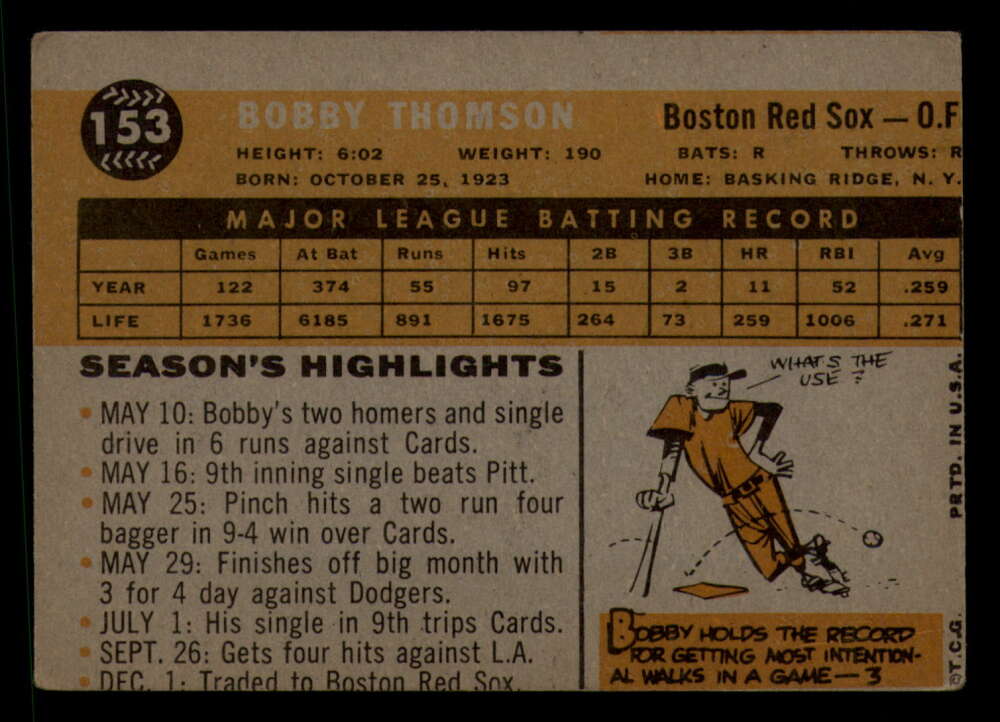 153
BOBBY THOMSON
Boston Red Sox — O.F
HEIGHT: 6:02 WEIGHT: 190 BATS: R THROWS: R
BORN: OCTOBER 25, 1923 HOME: BASKING RIDGE, N. Y.
MAJOR LEAGUE BATTING RECORD
Games At Bat Runs Hits 2B 3B HR RBI Avg
YEAR 122 374 55 97 15 2 11 52 .259
LIFE 1736 6185 891 1675 264 73 259 1006 .271
SEASON'S HIGHLIGHTS
• MAY 10: Bobby's two homers and single
drive in 6 runs against Cards.
• MAY 16: 9th inning single beats Pitt.
• MAY 25: Pinch hits a two run four
bagger in 9-4 win over Cards.
• MAY 29: Finishes off big month with
3 for 4 day against Dodgers.
• JULY 1: His single in 9th trips Cards.
• SEPT. 26: Gets four hits against L.A.
• DEC. 1: Traded to Boston Red Sox.
WHAT'S THE
USE ?
BOBBY HOLDS THE RECORD
FOR GETTING MOST INTENTION-
AL WALKS IN A GAME — 3
©T.C.G. PRTD. IN U.S.A.